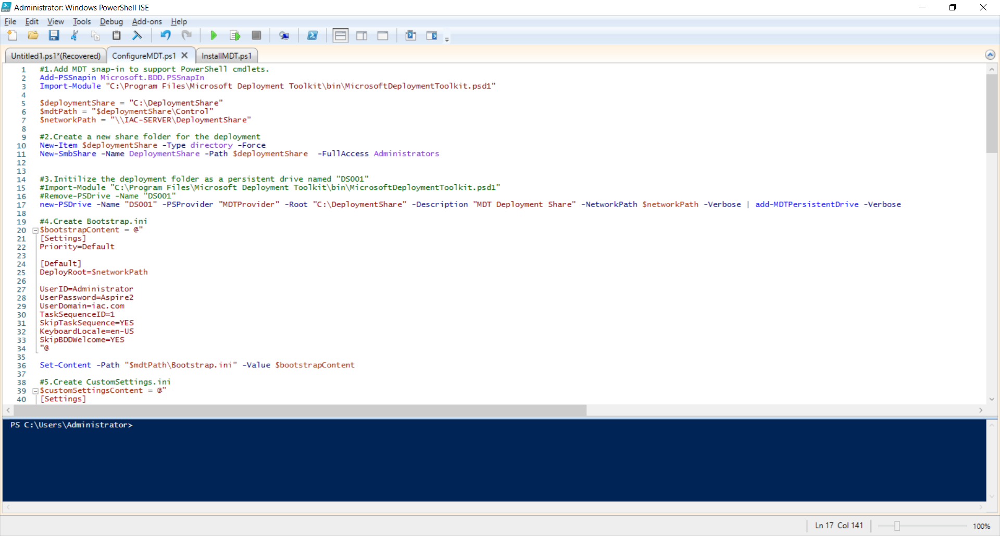 Administrator: Windows PowerShell ISE
File Edit View Tools Debug Add-ons Help
Untitled1.ps1*(Recovered) ConfigureMDT.ps1 InstallMDT.ps1
1 #1.Add MDT snap-in to support PowerShell cmdlets.
2 Add-PSSnapin Microsoft.BDD.PSSnapIn
3 Import-Module "C:\Program Files\Microsoft Deployment Toolkit\bin\MicrosoftDeploymentToolkit.psd1"
4
5 $deploymentShare = "C:\DeploymentShare"
6 $mdtPath = "$deploymentShare\Control"
7 $networkPath = "\\IAC-SERVER\DeploymentShare"
8
9 #2.Create a new share folder for the deployment
10 New-Item $deploymentShare -Type directory -Force
11 New-SmbShare -Name DeploymentShare -Path $deploymentShare  -FullAccess Administrators
12
13
14 #3.Initilize the deployment folder as a persistent drive named "DS001"
15 #Import-Module "C:\Program Files\Microsoft Deployment Toolkit\bin\MicrosoftDeploymentToolkit.psd1"
16 #Remove-PSDrive -Name "DS001"
17 new-PSDrive -Name "DS001" -PSProvider "MDTProvider" -Root "C:\DeploymentShare" -Description "MDT Deployment Share" -NetworkPath $networkPath -Verbose | add-MDTPersistentDrive -Verbose
18
19 #4.Create Bootstrap.ini
20 $bootstrapContent = @"
21 [Settings]
22 Priority=Default
23
24 [Default]
25 DeployRoot=$networkPath
26
27 UserID=Administrator
28 UserPassword=Aspire2
29 UserDomain=iac.com
30 TaskSequenceID=1
31 SkipTaskSequence=YES
32 KeyboardLocale=en-US
33 SkipBDDWelcome=YES
34 "@
35
36 Set-Content -Path "$mdtPath\Bootstrap.ini" -Value $bootstrapContent
37
38 #5.Create CustomSettings.ini
39 $customSettingsContent = @"
40 [Settings]
PS C:\Users\Administrator>
Ln 17 Col 141 100%